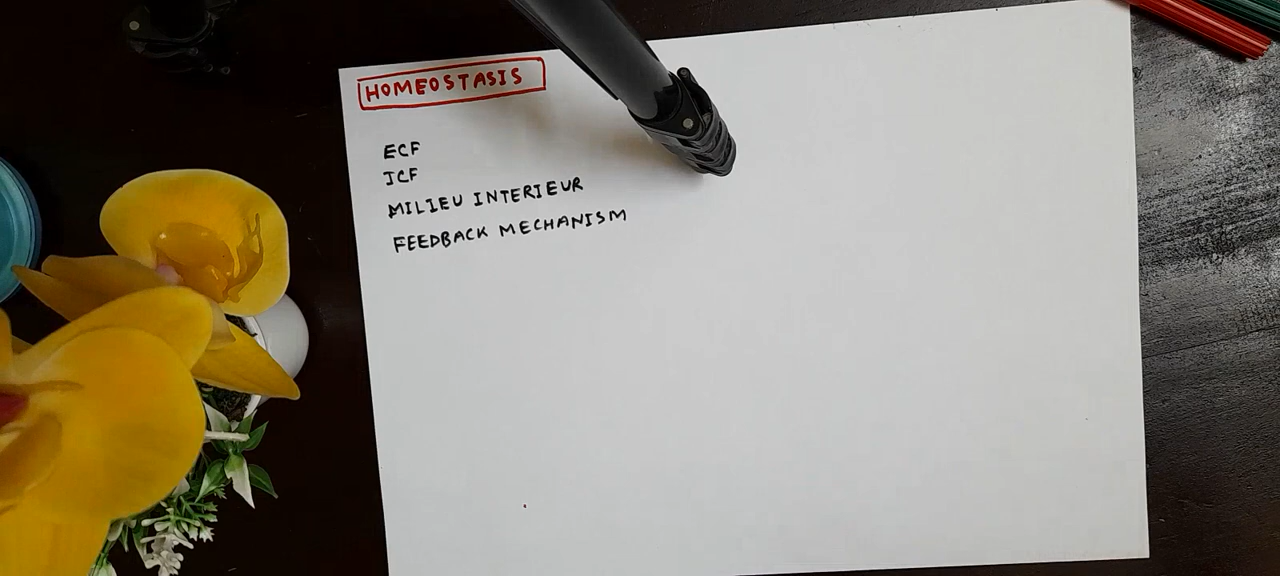 HOMEOSTASIS
ECF
ICF
MILIEU INTERIEUR
FEEDBACK MECHANISM